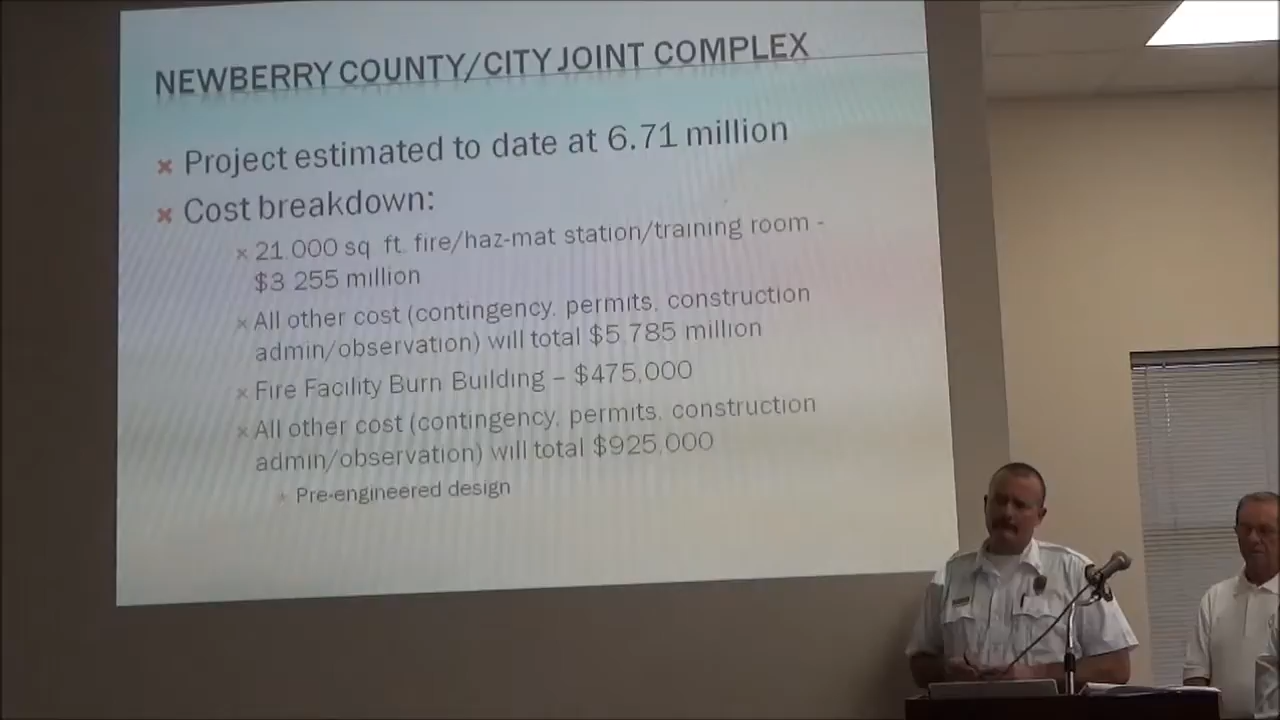 NEWBERRY COUNTY/CITY JOINT COMPLEX
Project estimated to date at 6.71 million
Cost breakdown:
21.000 sq ft. fire/haz-mat station/training room -
$3 255 million
All other cost (contingency, permits, construction
admin/observation) will total $5 785 million
Fire Facility Burn Building – $475,000
All other cost (contingency, permits, construction
admin/observation) will total $925,000
Pre-engineered design